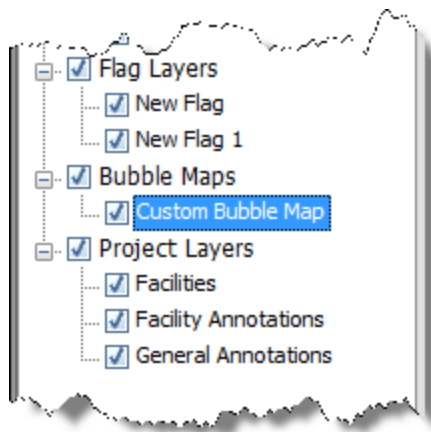 Flag Layers
New Flag
New Flag 1
Bubble Maps
Custom Bubble Map
Project Layers
Facilities
Facility Annotations
General Annotations